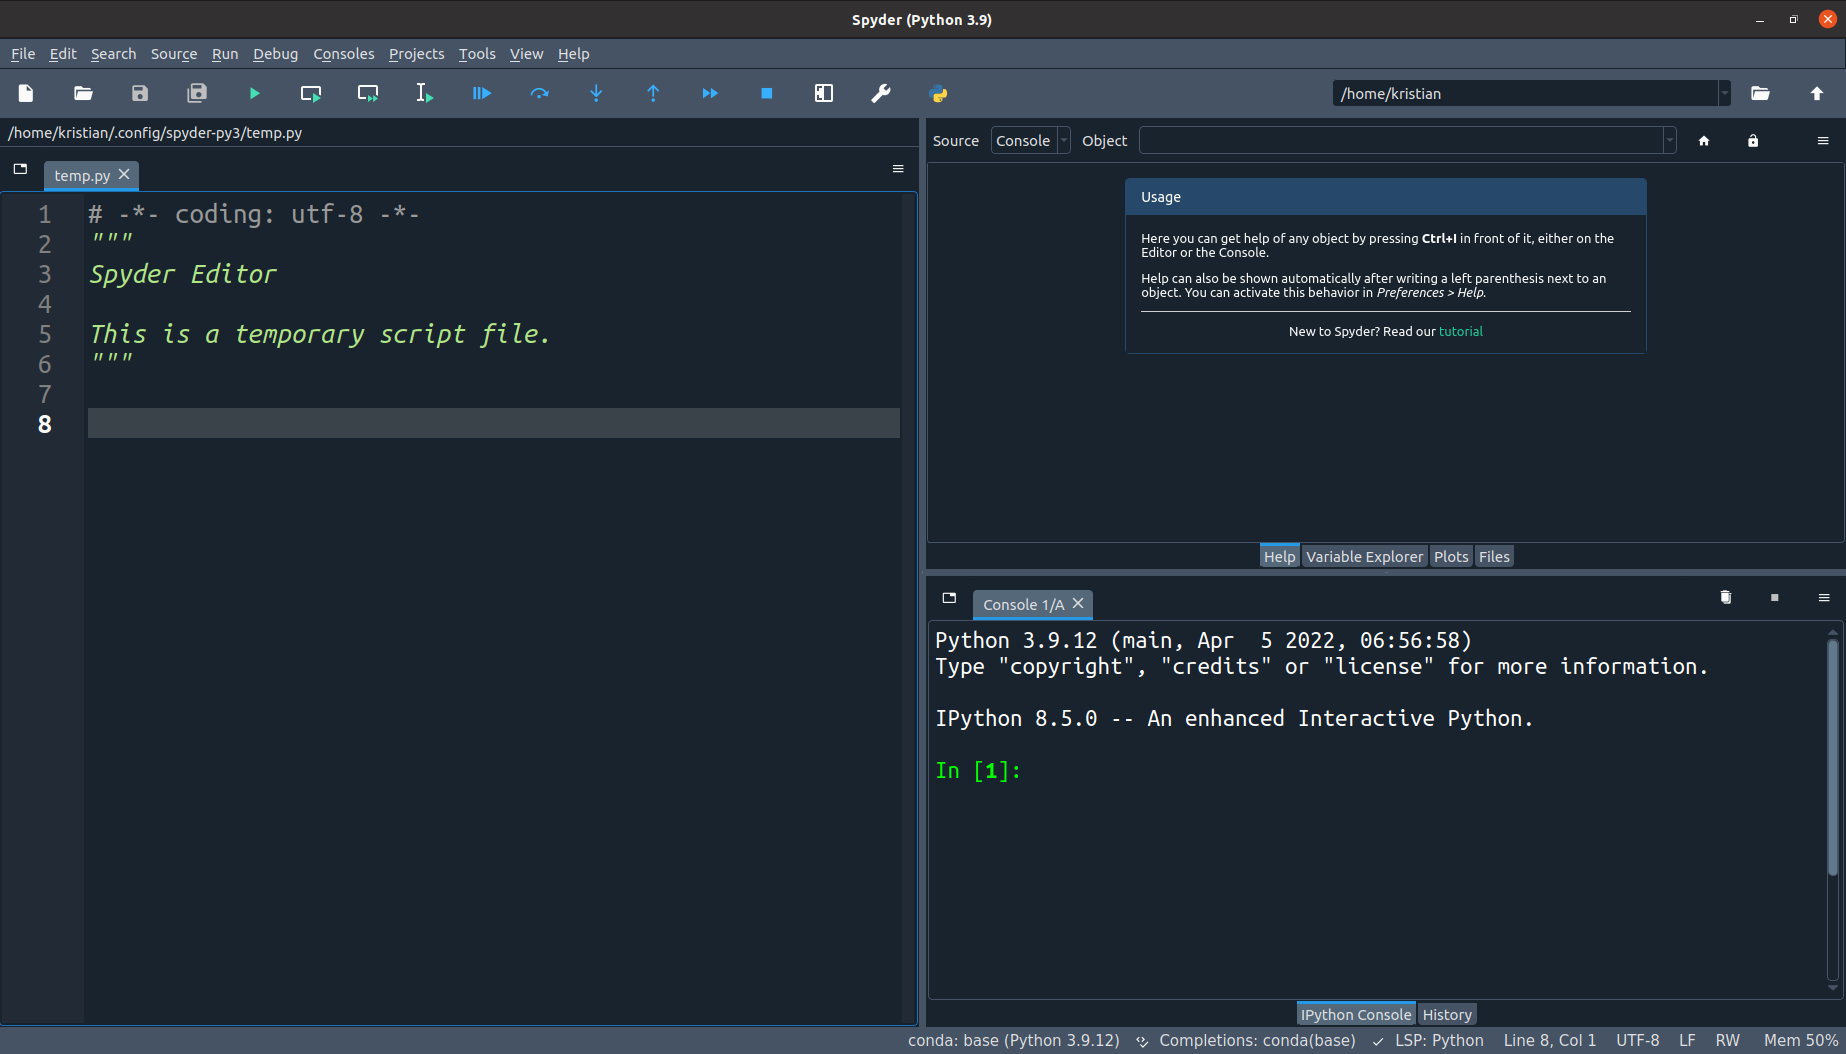 Spyder (Python 3.9)
File Edit Search Source Run Debug Consoles Projects Tools View Help
/home/kristian
/home/kristian/.config/spyder-py3/temp.py
temp.py
1 # -*- coding: utf-8 -*-
2 """
3 Spyder Editor
4
5 This is a temporary script file.
6 """
7
8
Source Console Object
Usage
Here you can get help of any object by pressing Ctrl+I in front of it, either on the
Editor or the Console.
Help can also be shown automatically after writing a left parenthesis next to an
object. You can activate this behavior in Preferences > Help.
New to Spyder? Read our tutorial
Help Variable Explorer Plots Files
Console 1/A
Python 3.9.12 (main, Apr  5 2022, 06:56:58)
Type "copyright", "credits" or "license" for more information.
IPython 8.5.0 -- An enhanced Interactive Python.
In [1]:
IPython Console History
conda: base (Python 3.9.12) Completions: conda(base) LSP: Python Line 8, Col 1 UTF-8 LF RW Mem 50%